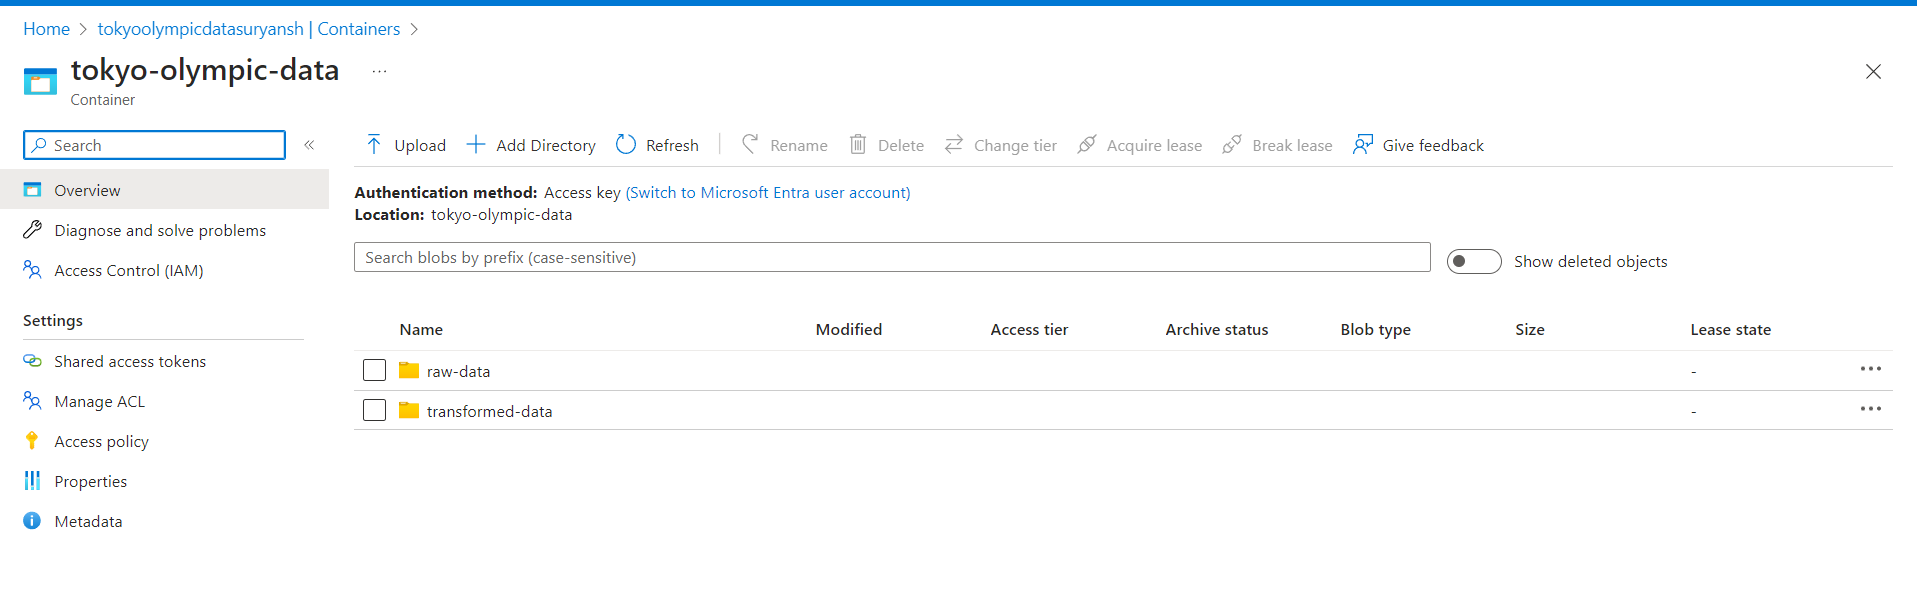 Home > tokyoolympicdatasuryansh | Containers >
tokyo-olympic-data ...
Container
Search «
Upload Add Directory Refresh Rename Delete Change tier Acquire lease Break lease Give feedback
Overview
Diagnose and solve problems
Access Control (IAM)
Settings
Shared access tokens
Manage ACL
Access policy
Properties
Metadata
Authentication method: Access key (Switch to Microsoft Entra user account)
Location: tokyo-olympic-data
Search blobs by prefix (case-sensitive)
Show deleted objects
Name Modified Access tier Archive status Blob type Size Lease state
raw-data - ...
transformed-data - ...